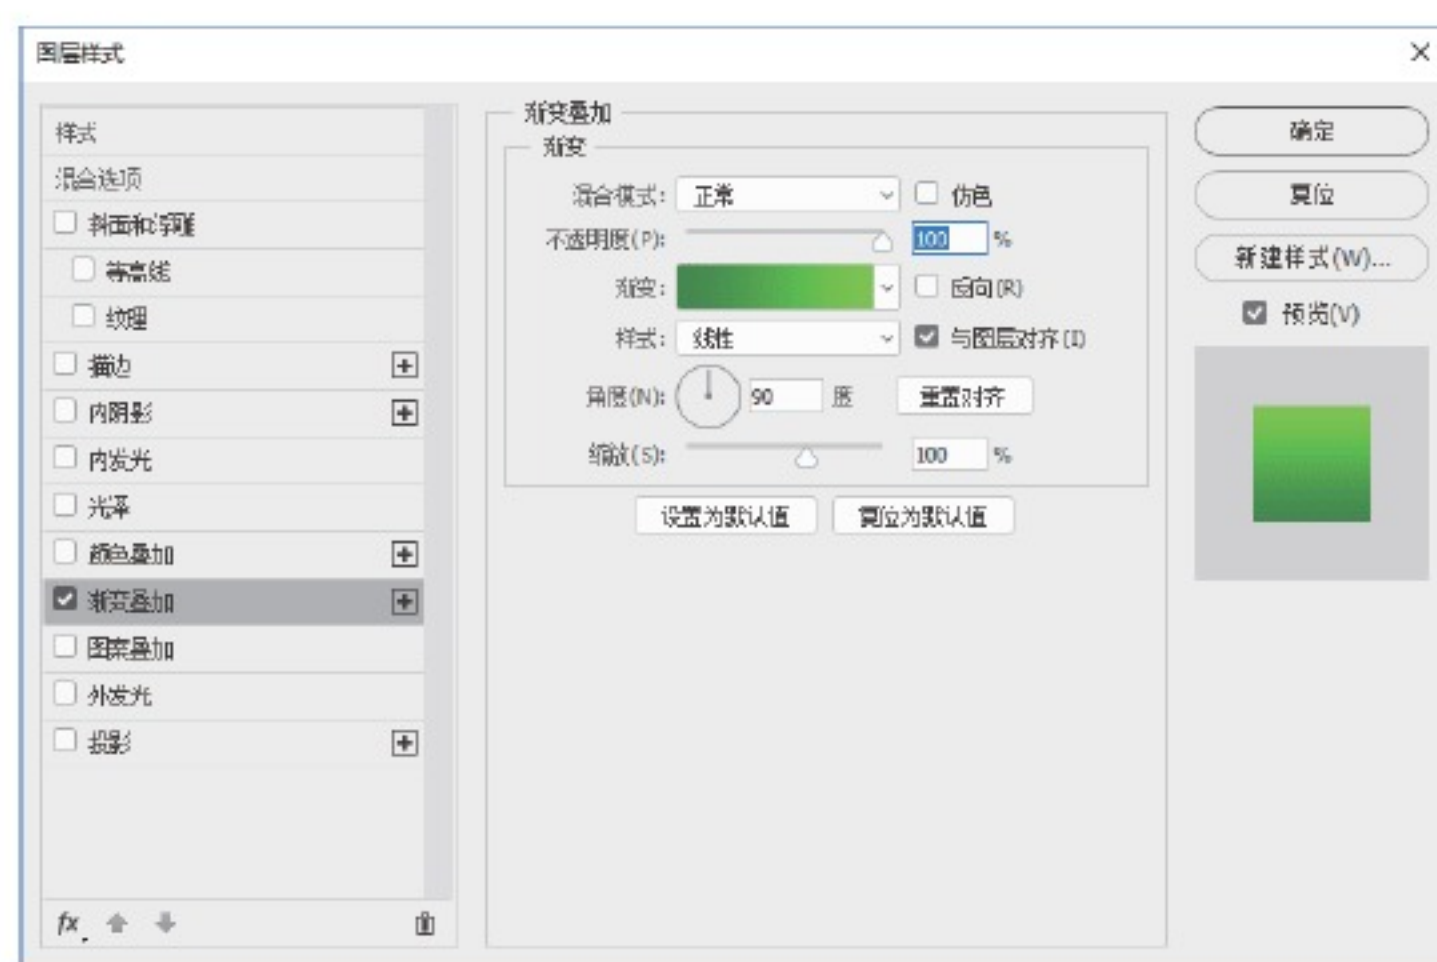 图层样式
样式
混合选项
斜面和浮雕
等高线
纹理
描边
内阴影
内发光
光泽
颜色叠加
渐变叠加
图案叠加
外发光
投影
fx
渐变叠加
渐变
混合模式: 正常 仿色
不透明度(P): 100 %
渐变: 反向(R)
样式: 线性 与图层对齐(I)
角度(N): 90 度 重置对齐
缩放(S): 100 %
设置为默认值 复位为默认值
确定
复位
新建样式(W)...
预览(V)